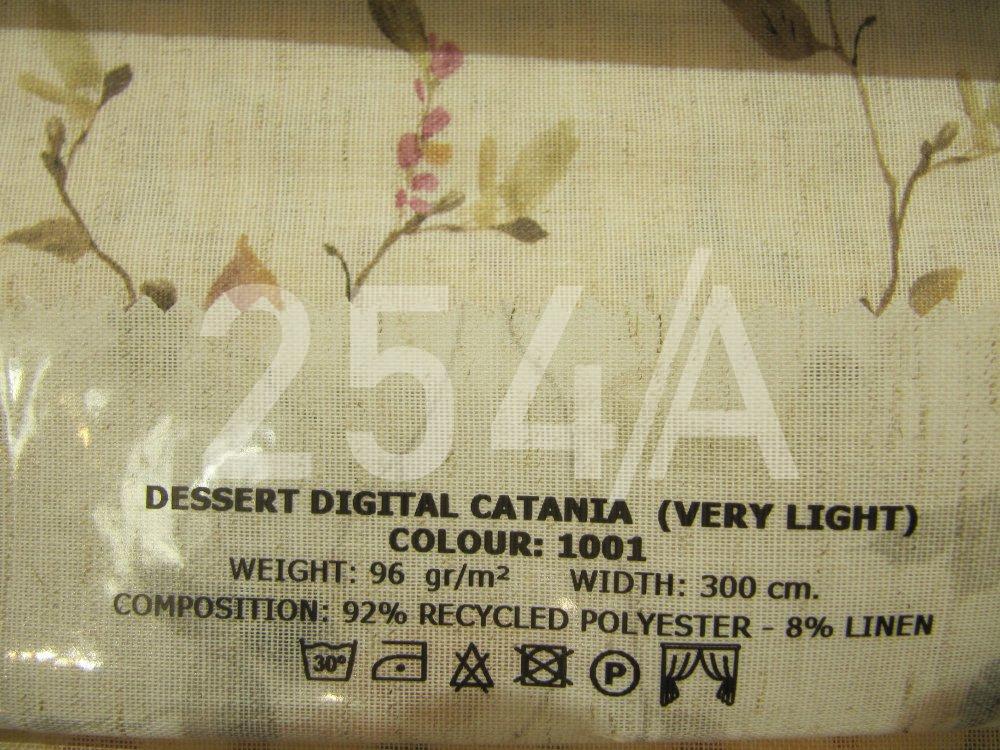 254/A
DESSERT DIGITAL CATANIA (VERY LIGHT)
COLOUR: 1001
WEIGHT: 96 gr/m² WIDTH: 300 cm.
COMPOSITION: 92% RECYCLED POLYESTER - 8% LINEN
30° P